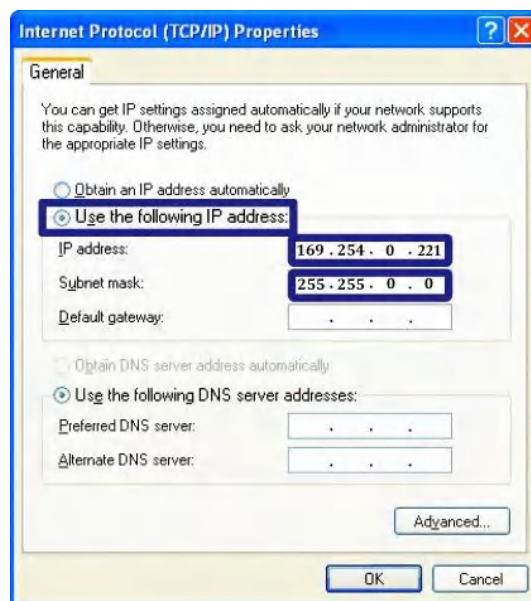 Internet Protocol (TCP/IP) Properties
General
You can get IP settings assigned automatically if your network supports
this capability. Otherwise, you need to ask your network administrator for
the appropriate IP settings.
Obtain an IP address automatically
Use the following IP address:
IP address: 169 . 254 . 0 . 221
Subnet mask: 255 . 255 . 0 . 0
Default gateway: . . .
Obtain DNS server address automatically
Use the following DNS server addresses:
Preferred DNS server: . . .
Alternate DNS server: . . .
Advanced...
OK Cancel